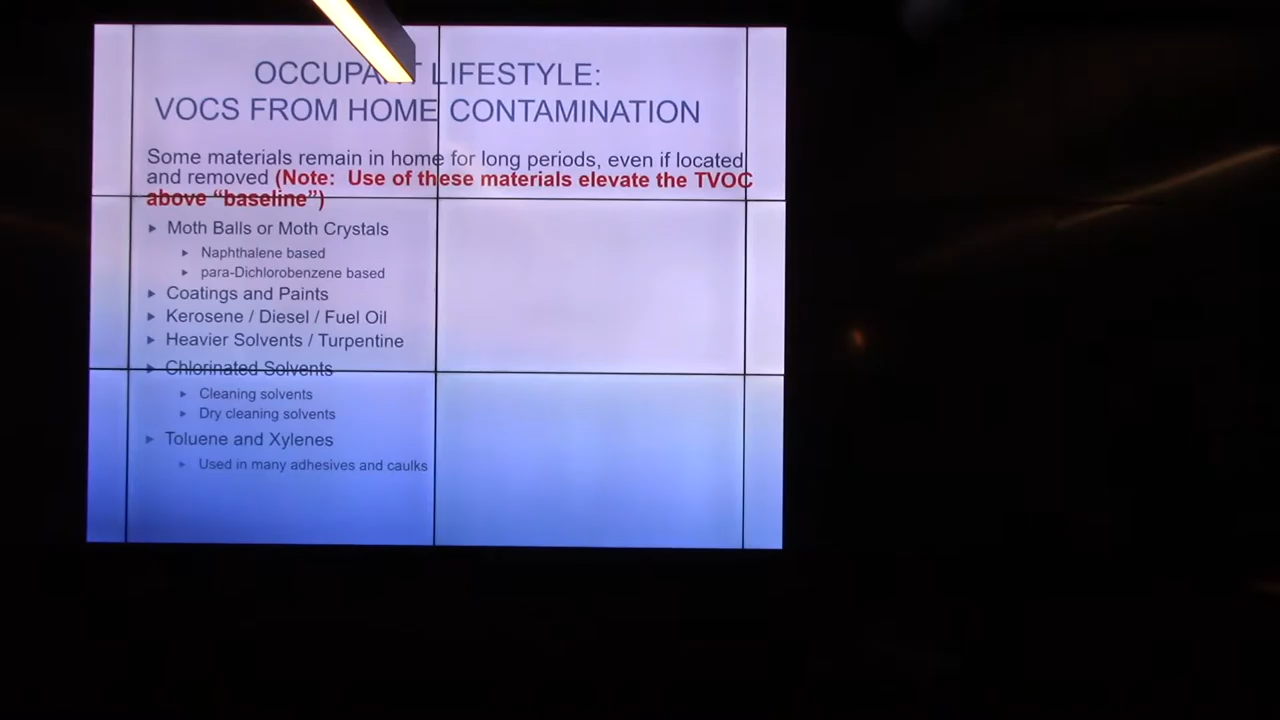 OCCUPANT LIFESTYLE:
VOCS FROM HOME CONTAMINATION
Some materials remain in home for long periods, even if located
and removed (Note: Use of these materials elevate the TVOC
above “baseline”)
Moth Balls or Moth Crystals
Naphthalene based
para-Dichlorobenzene based
Coatings and Paints
Kerosene / Diesel / Fuel Oil
Heavier Solvents / Turpentine
Chlorinated Solvents
Cleaning solvents
Dry cleaning solvents
Toluene and Xylenes
Used in many adhesives and caulks